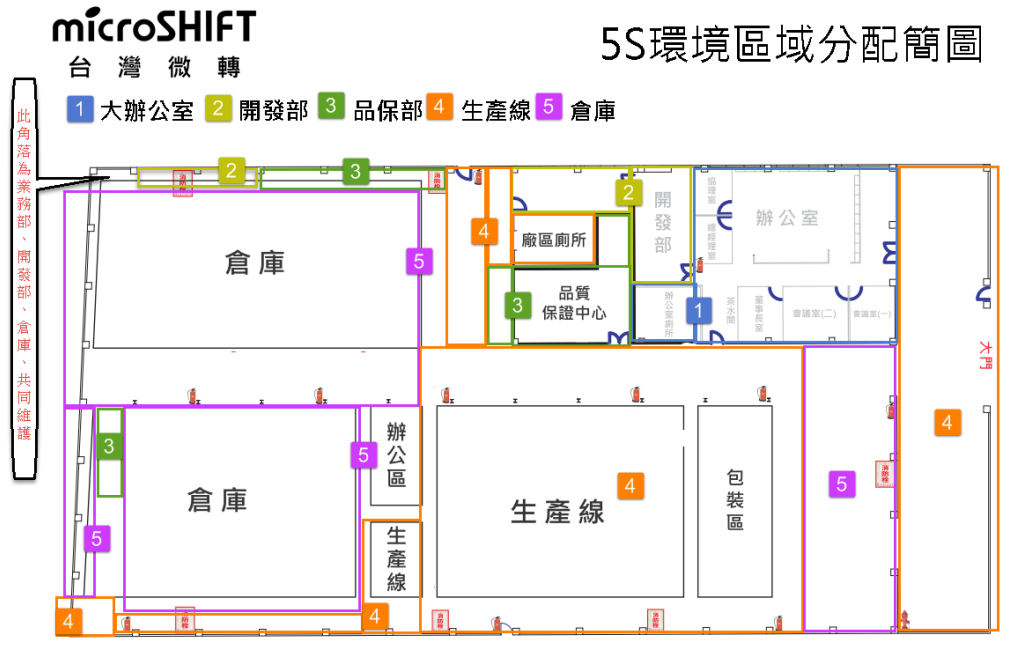 microSHIFT
台灣微轉
5S環境區域分配簡圖
1 大辦公室 2 開發部 3 品保部 4 生產線 5 倉庫
此角落為業務部、開發部、倉庫、共同維護
2
3
消防栓
消防栓
倉庫
5
4
廠區廁所
2
開發部
協理室
總經理室
辦公室
3
品質
保證中心
辦公室廁所
1
茶水間
董事長室
會議室(二)
會議室(一)
大門
4
3
倉庫
5
5
辦公區
生產線
4
生產線
包裝區
5
消防栓
4
消防栓
4
消防栓
消防栓